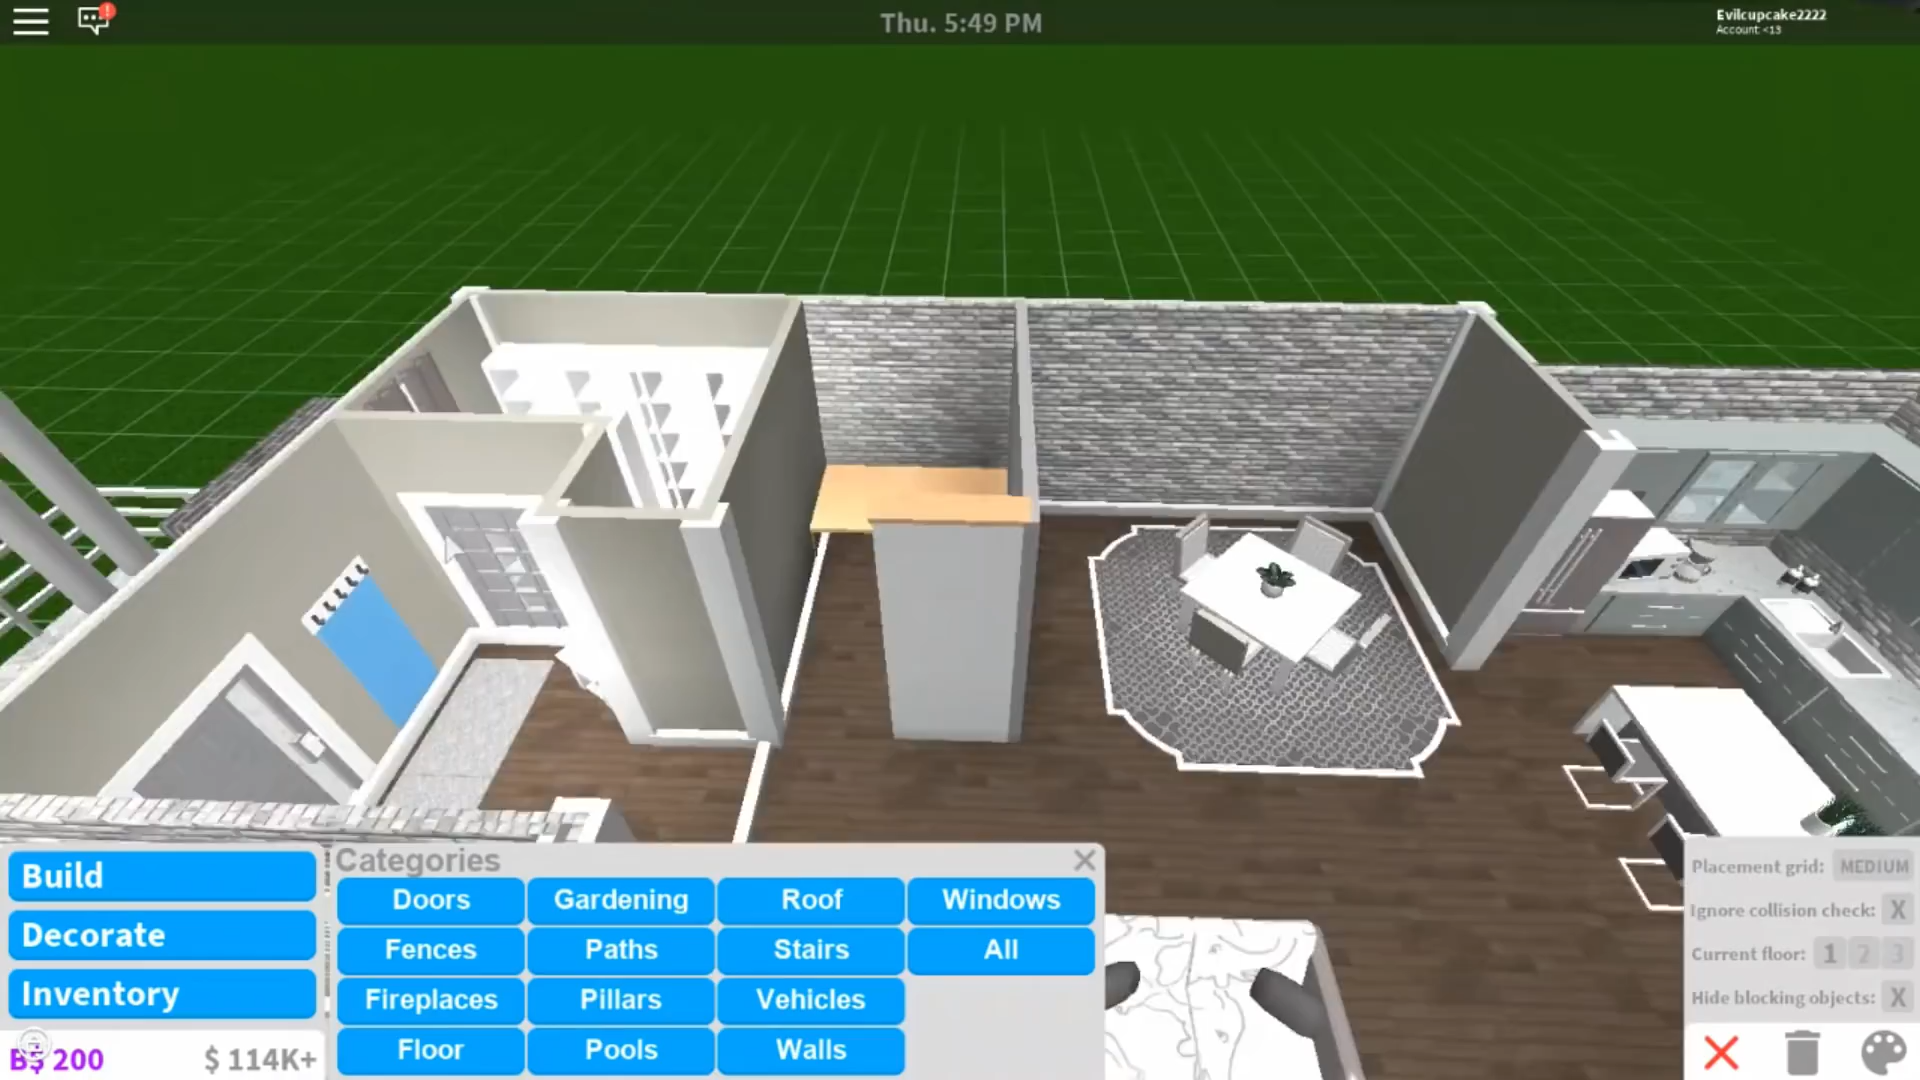 Thu. 5:49 PM
Evilcupcake2222
Account: <13
Build
Decorate
Inventory
B$ 200
$ 114K+
Categories
Doors
Gardening
Roof
Windows
Fences
Paths
Stairs
All
Fireplaces
Pillars
Vehicles
Floor
Pools
Walls
Placement grid: MEDIUM
Ignore collision check: X
Current floor: 1 2 3
Hide blocking objects: X